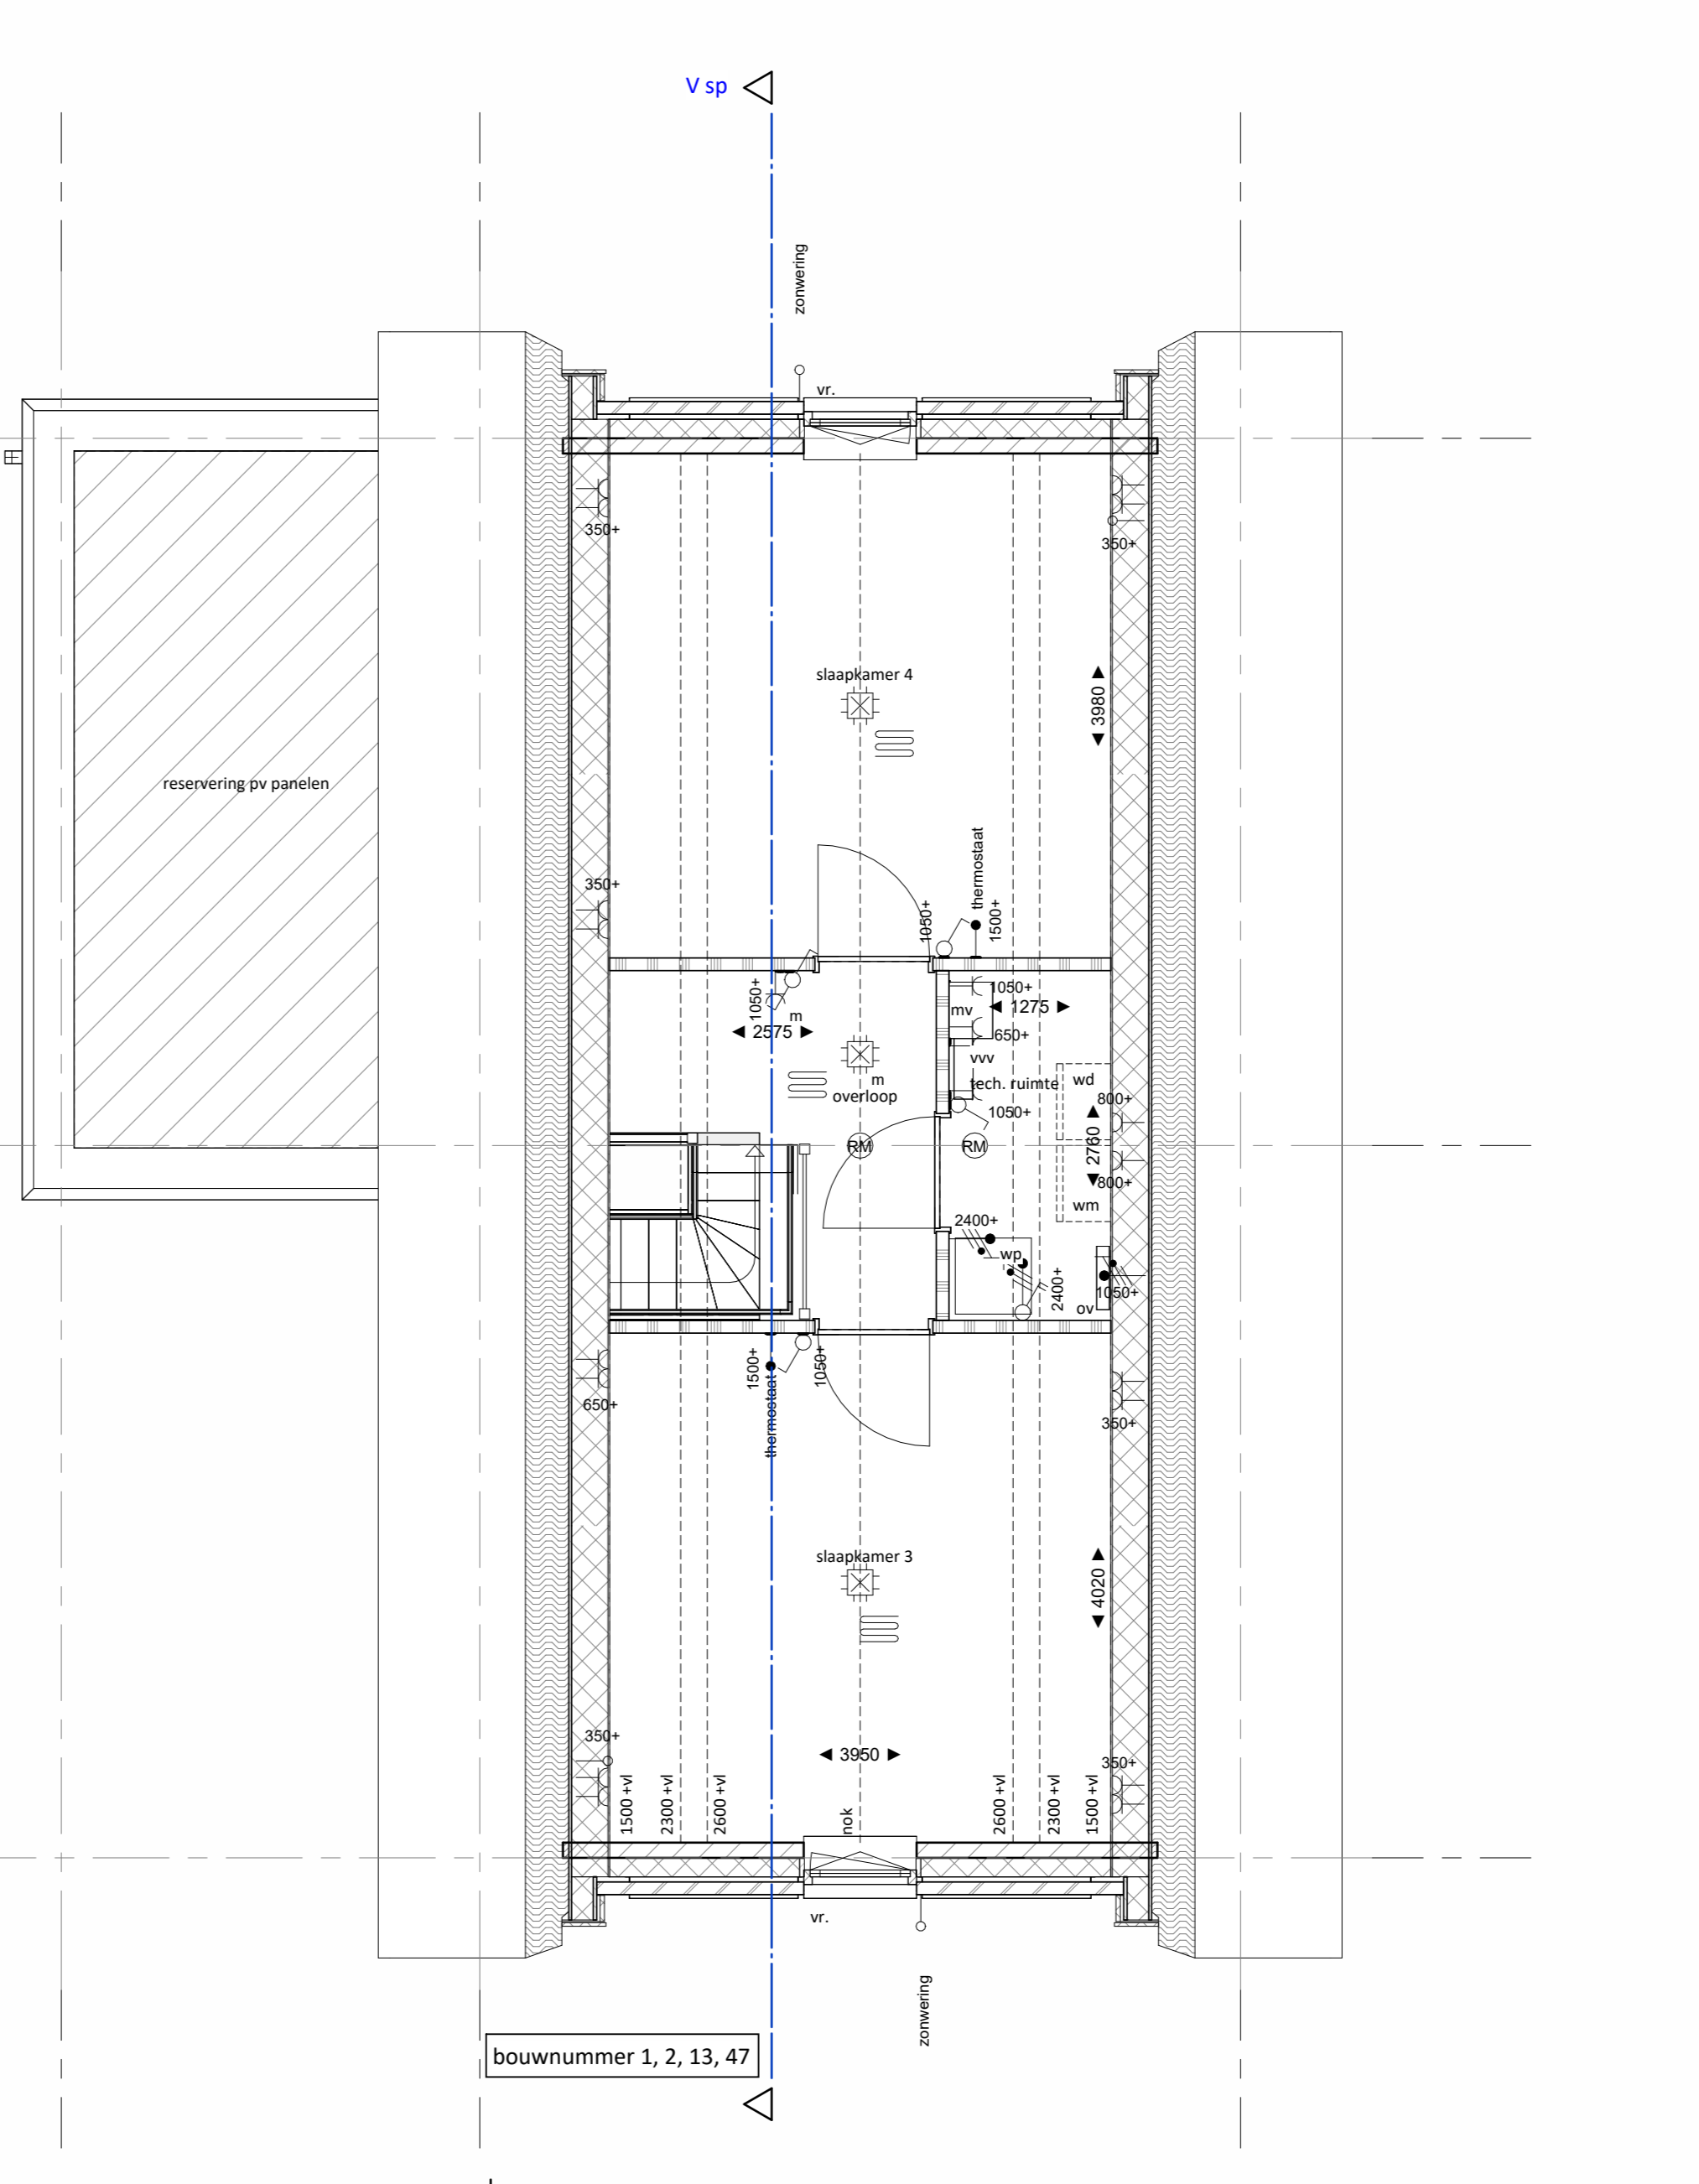 V sp
zonwering
vr.
350+
350+
slaapkamer 4
3980
reservering pv panelen
thermostaat
350+
1050+
1500+
1050+
1050+
m
mv
1275
2575
650+
vvv
m
tech. ruimte
wd
overloop
800+
1050+
RM
RM
2760
800+
wm
2400+
wp
2400+
1050+
ov
1500+
1050+
thermostaat
650+
350+
slaapkamer 3
4020
350+
3950
350+
1500 +vl
2300 +vl
2600 +vl
nok
2600 +vl
2300 +vl
1500 +vl
vr.
zonwering
bouwnummer 1, 2, 13, 47